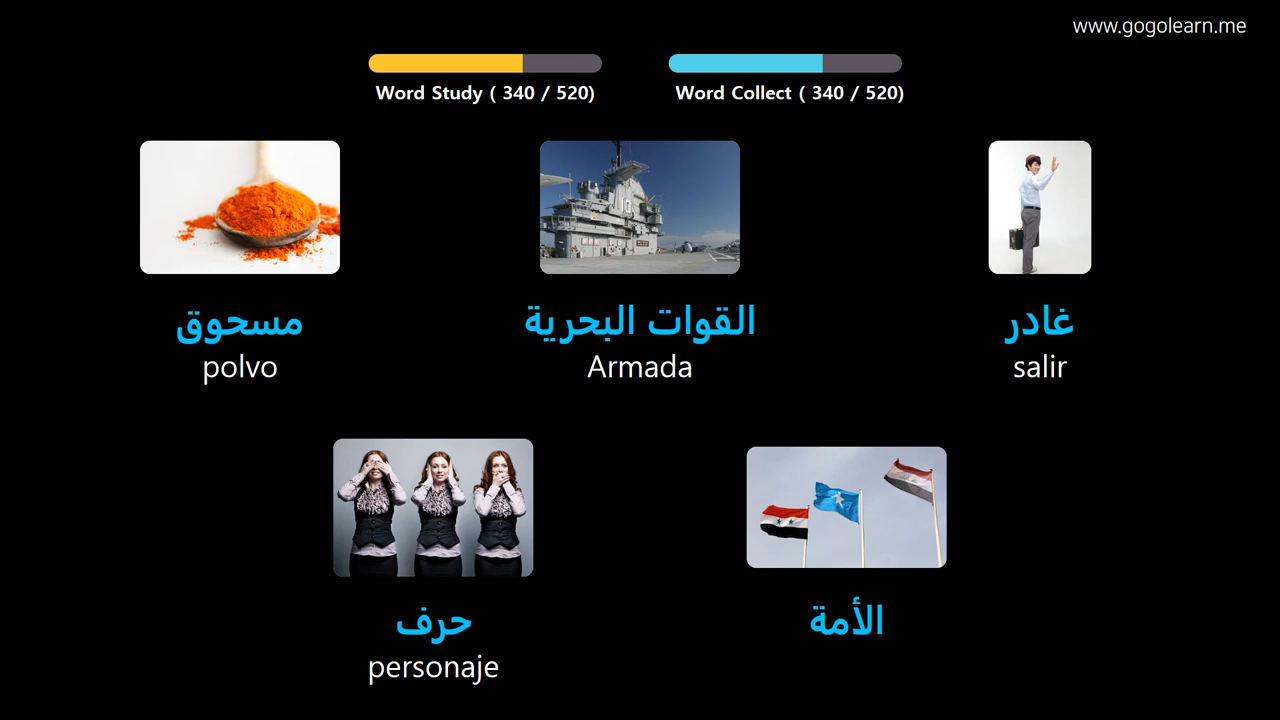 www.gogolearn.me
Word Study ( 340 / 520)
Word Collect ( 340 / 520)
مسحوق
polvo
القوات البحرية
Armada
غادر
salir
حرف
personaje
الأمة